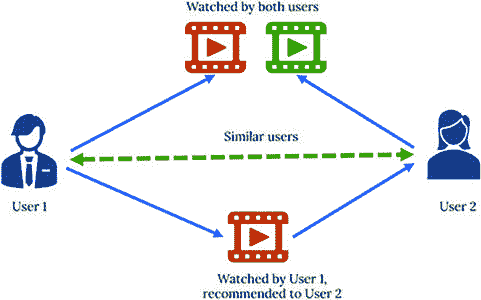 Watched by both users
Similar users
User 1
User 2
Watched by User 1,
recommended to User 2